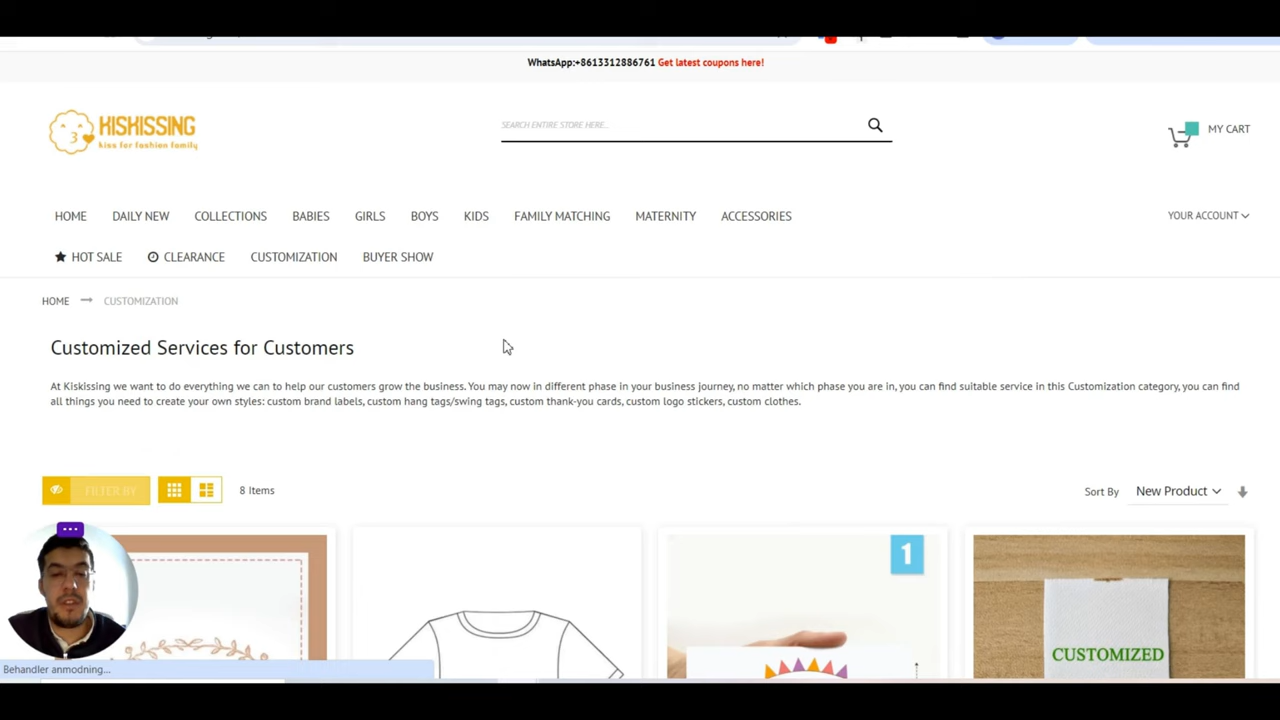 WhatsApp:+8613312886761 Get latest coupons here!
KISKISSING
kiss for fashion family
SEARCH ENTIRE STORE HERE...
MY CART
HOME DAILY NEW COLLECTIONS BABIES GIRLS BOYS KIDS FAMILY MATCHING MATERNITY ACCESSORIES
YOUR ACCOUNT
HOT SALE CLEARANCE CUSTOMIZATION BUYER SHOW
HOME CUSTOMIZATION
Customized Services for Customers
At Kiskissing we want to do everything we can to help our customers grow the business. You may now in different phase in your business journey, no matter which phase you are in, you can find suitable service in this Customization category, you can find
all things you need to create your own styles: custom brand labels, custom hang tags/swing tags, custom thank-you cards, custom logo stickers, custom clothes.
FILTER BY
8 Items
Sort By New Product
1
CUSTOMIZED
Behandler anmodning...